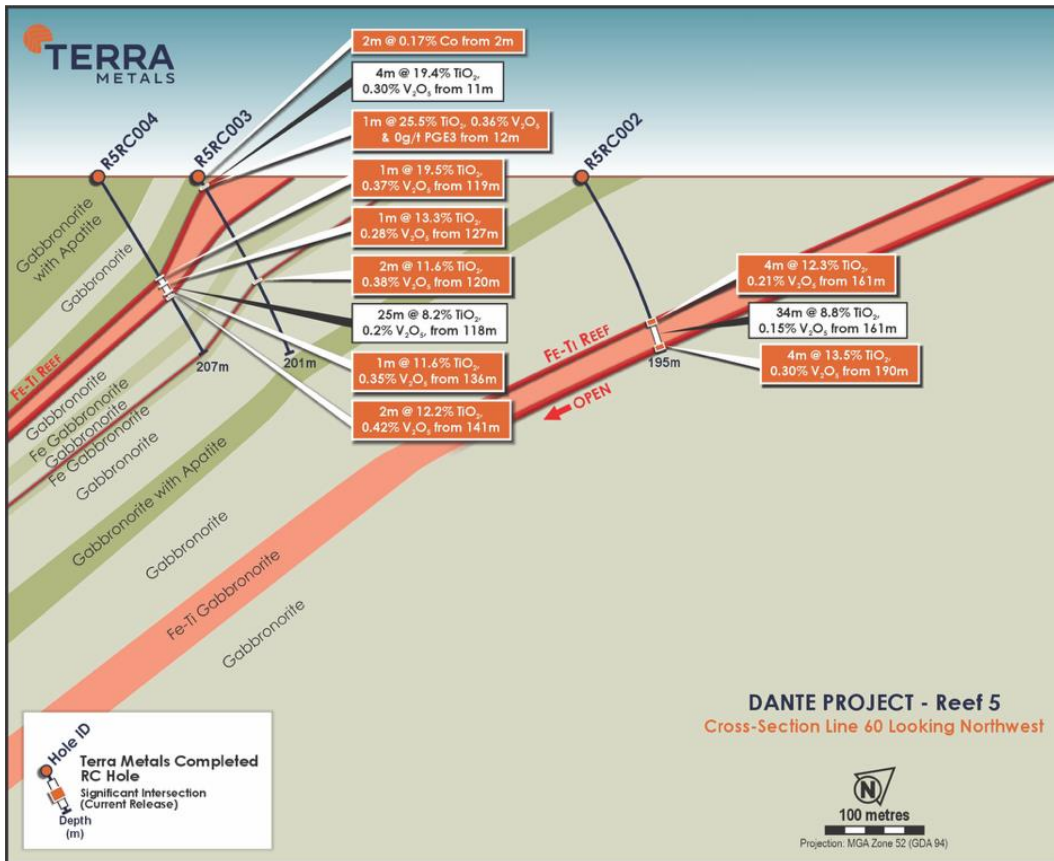 TERRA
METALS
R5RC004
R5RC003
R5RC002
2m @ 0.17% Co from 2m
4m @ 19.4% TiO₂,
0.30% V₂O₅ from 11m
1m @ 25.5% TiO₂, 0.36% V₂O₅
& 0g/t PGE3 from 12m
1m @ 19.5% TiO₂,
0.37% V₂O₅ from 119m
1m @ 13.3% TiO₂,
0.28% V₂O₅ from 127m
2m @ 11.6% TiO₂,
0.38% V₂O₅ from 120m
25m @ 8.2% TiO₂,
0.2% V₂O₅, from 118m
1m @ 11.6% TiO₂,
0.35% V₂O₅ from 136m
2m @ 12.2% TiO₂,
0.42% V₂O₅ from 141m
4m @ 12.3% TiO₂,
0.21% V₂O₅ from 161m
34m @ 8.8% TiO₂,
0.15% V₂O₅ from 161m
4m @ 13.5% TiO₂,
0.30% V₂O₅ from 190m
207m
201m
195m
Gabbronorite
with Apatite
Gabbronorite
Fe-Ti Reef
Gabbronorite
Fe Gabbronorite
Gabbronorite
Fe Gabbronorite
Gabbronorite
Gabbronorite with Apatite
Gabbronorite
Fe-Ti Gabbronorite
Gabbronorite
Fe-Ti Reef
OPEN
DANTE PROJECT - Reef 5
Cross-Section Line 60 Looking Northwest
N
100 metres
Projection: MGA Zone 52 (GDA 94)
Hole ID
Terra Metals Completed
RC Hole
Significant Intersection
(Current Release)
Depth
(m)